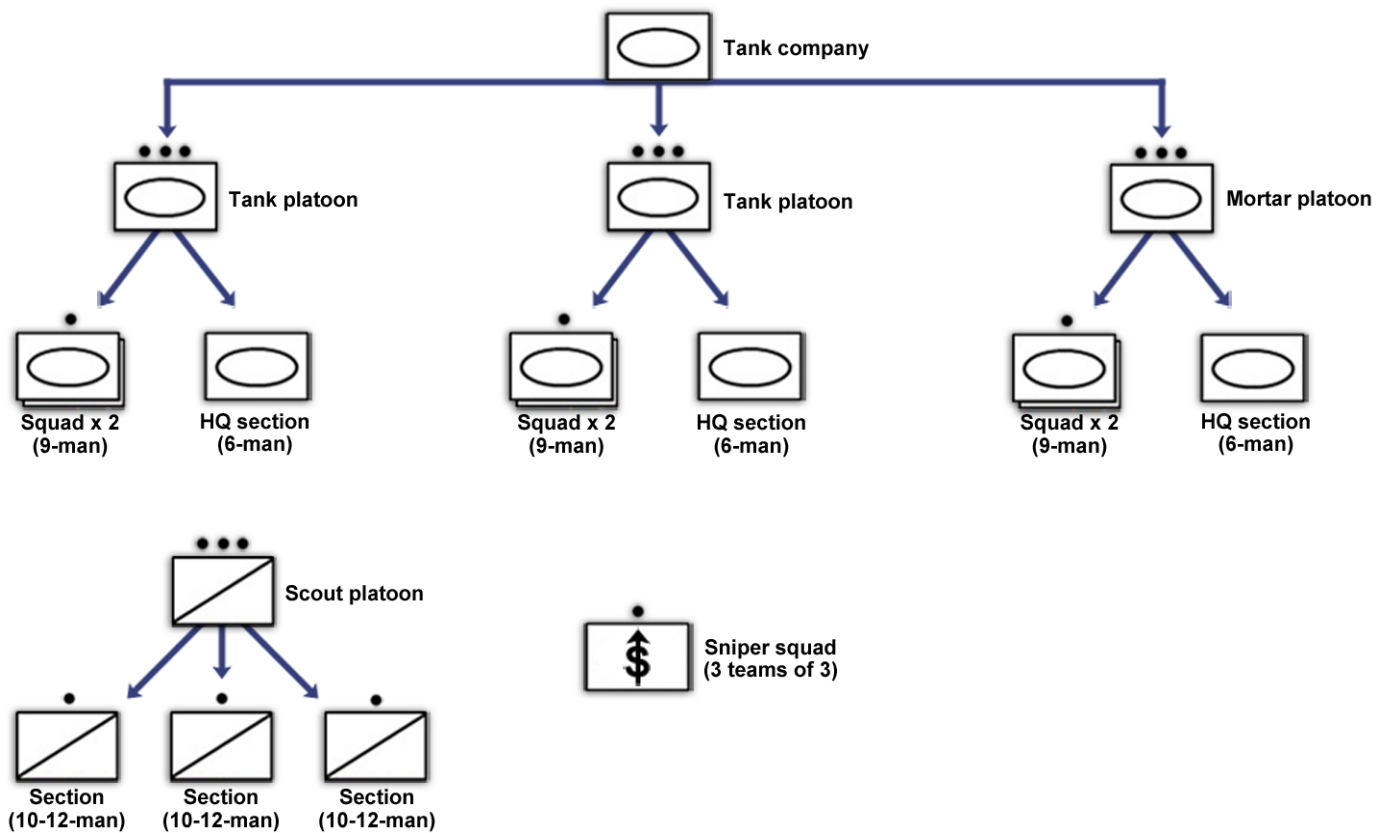 Tank company
Tank platoon
Tank platoon
Mortar platoon
Squad x 2
(9-man)
HQ section
(6-man)
Squad x 2
(9-man)
HQ section
(6-man)
Squad x 2
(9-man)
HQ section
(6-man)
Scout platoon
$
Sniper squad
(3 teams of 3)
Section
(10-12-man)
Section
(10-12-man)
Section
(10-12-man)